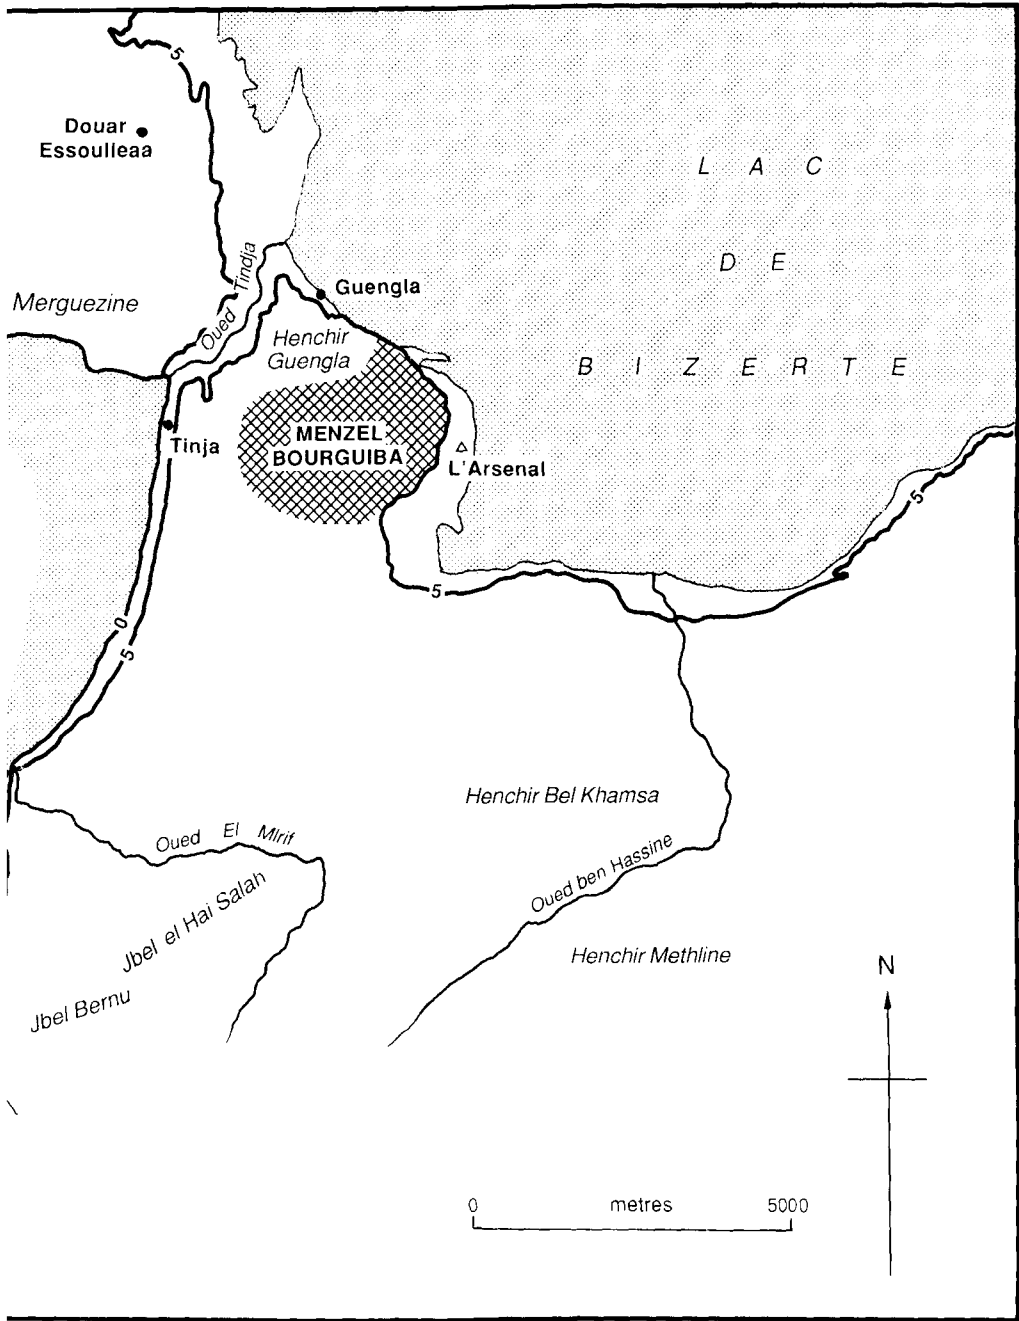 5
Douar
Essoulleaa
L A C
Oued Tindja
D E
Guengla
Merguezine
Henchir
Guengla
B I Z E R T E
MENZEL
BOURGUIBA
Tinja
L'Arsenal
5
5
0
5
Henchir Bel Khamsa
Oued El Mlrif
Oued ben Hassine
Jbel el Hai Salah
Henchir Methline
Jbel Bernu
N
0 metres 5000